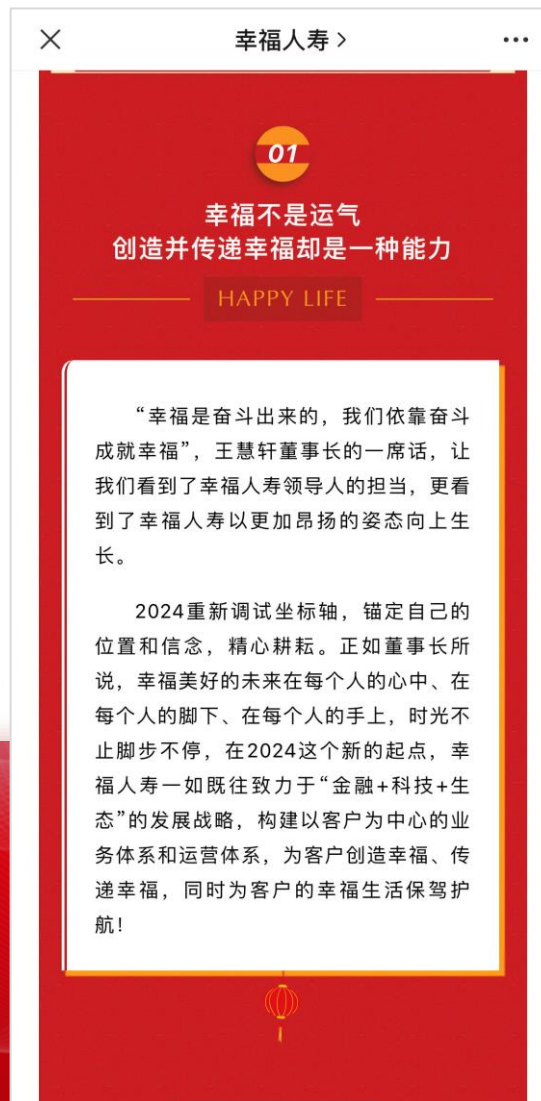 幸福人寿
01
幸福不是运气
创造并传递幸福却是一种能力
HAPPY LIFE
“幸福是奋斗出来的，我们依靠奋斗
成就幸福”，王慧轩董事长的一席话，让
我们看到了幸福人寿领导人的担当，更看
到了幸福人寿以更加昂扬的姿态向上生
长。
2024重新调试坐标轴，锚定自己的
位置和信念，精心耕耘。正如董事长所
说，幸福美好的未来在每个人的心中、在
每个人的脚下、在每个人的手上，时光不
止脚步不停，在2024这个新的起点，幸
福人寿一如既往致力于“金融+科技+生
态”的发展战略，构建以客户为中心的业
务体系和运营体系，为客户创造幸福、传
递幸福，同时为客户的幸福生活保驾护
航！